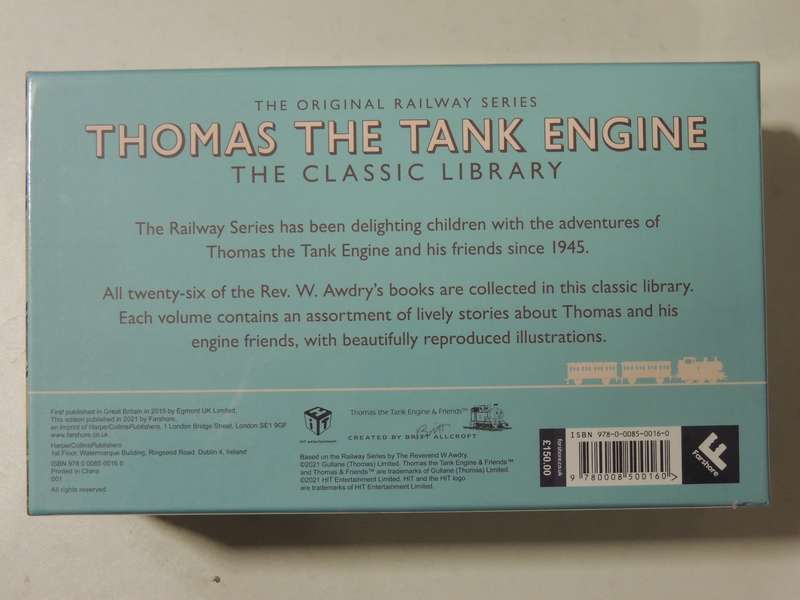 THE ORIGINAL RAILWAY SERIES
THOMAS THE TANK ENGINE
THE CLASSIC LIBRARY
The Railway Series has been delighting children with the adventures of
Thomas the Tank Engine and his friends since 1945.
All twenty-six of the Rev. W. Awdry's books are collected in this classic library.
Each volume contains an assortment of lively stories about Thomas and his
engine friends, with beautifully reproduced illustrations.
First published in Great Britain in 2015 by Egmont UK Limited.
This edition published in 2021 by Farshore,
an imprint of HarperCollinsPublishers, 1 London Bridge Street, London SE1 9GF
www.farshore.co.uk
HarperCollinsPublishers
1st Floor, Watermarque Building, Ringsend Road, Dublin 4, Ireland
ISBN 978 0 0085 0016 0
Printed in China
001
All rights reserved.
HiT
HIT entertainment
Thomas the Tank Engine & Friends™
CREATED BY BRITT ALLCROFT
Based on the Railway Series by The Reverend W Awdry.
©2021 Gullane (Thomas) Limited. Thomas the Tank Engine & Friends™
and Thomas & Friends™ are trademarks of Gullane (Thomas) Limited.
©2021 HIT Entertainment Limited. HIT and the HIT logo
are trademarks of HIT Entertainment Limited.
farshore.co.uk
£150.00
ISBN 978-0-0085-0016-0
9 780008 500160 >
F
Farshore